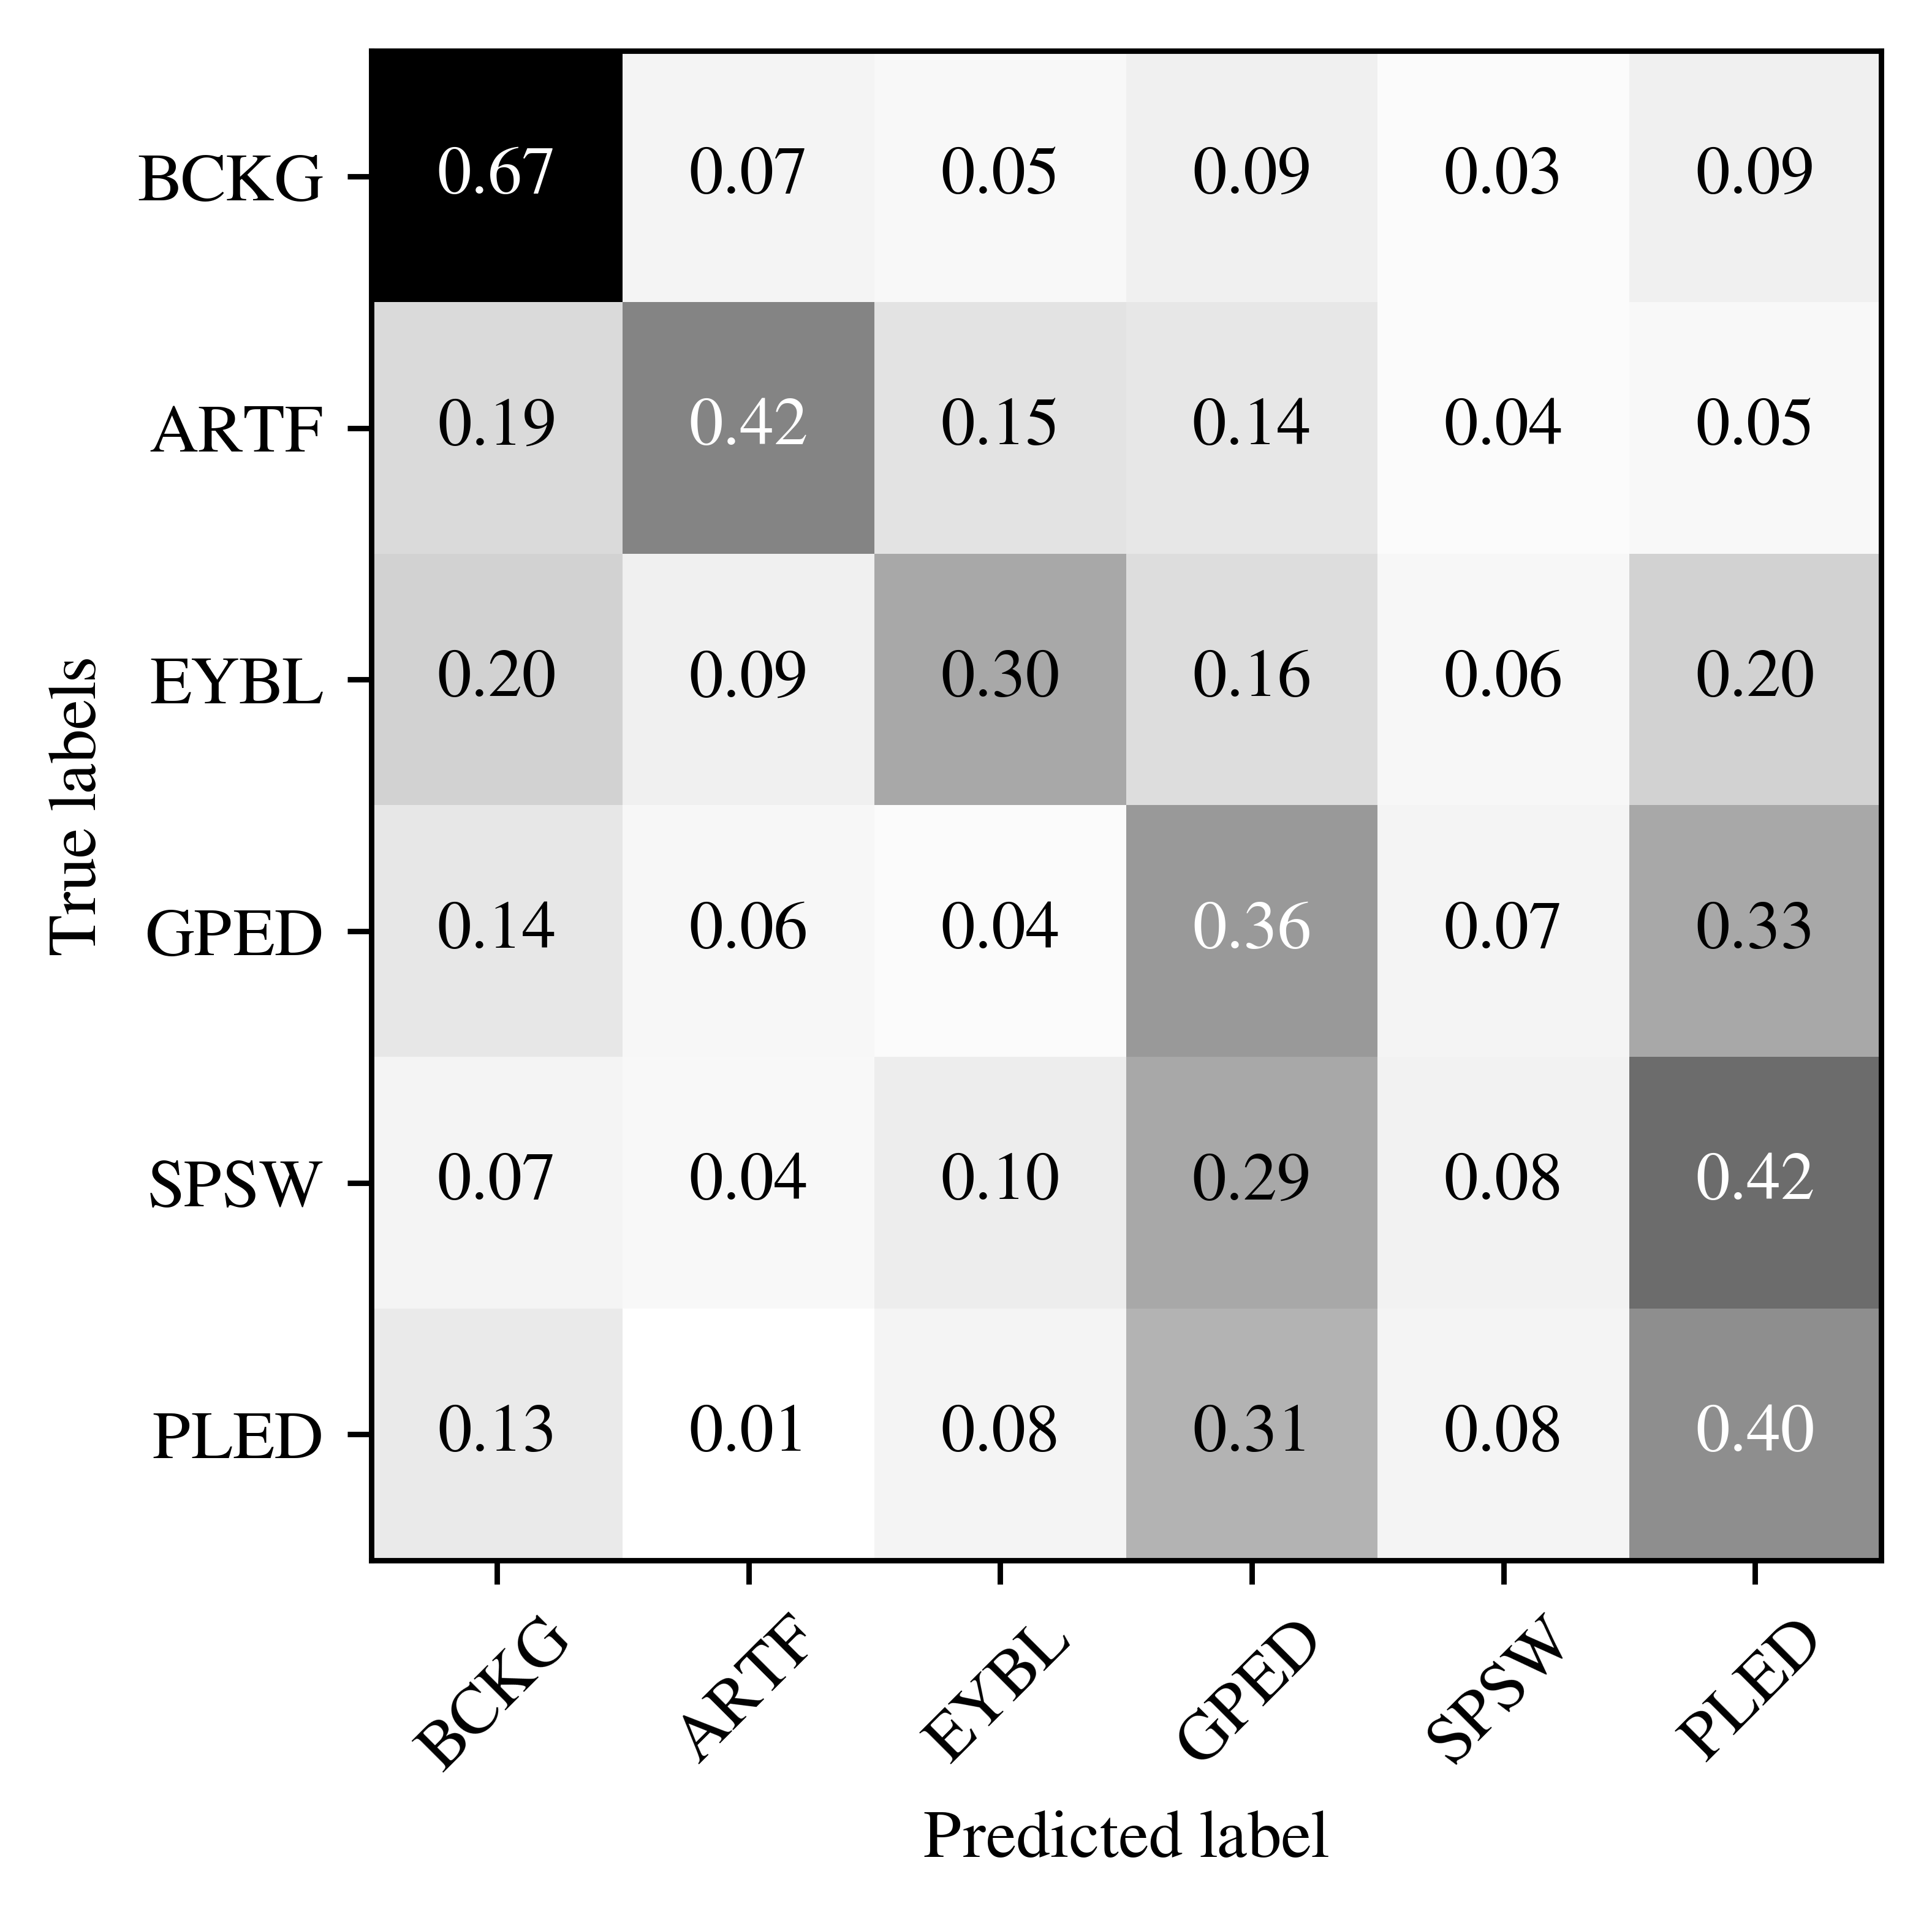 BCKG 0.67 0.07 0.05 0.09 0.03 0.09
ARTF 0.19 0.42 0.15 0.14 0.04 0.05
EYBL 0.20 0.09 0.30 0.16 0.06 0.20
GPED 0.14 0.06 0.04 0.36 0.07 0.33
SPSW 0.07 0.04 0.10 0.29 0.08 0.42
PLED 0.13 0.01 0.08 0.31 0.08 0.40
True labels
BCKG ARTF EYBL GPED SPSW PLED
Predicted label